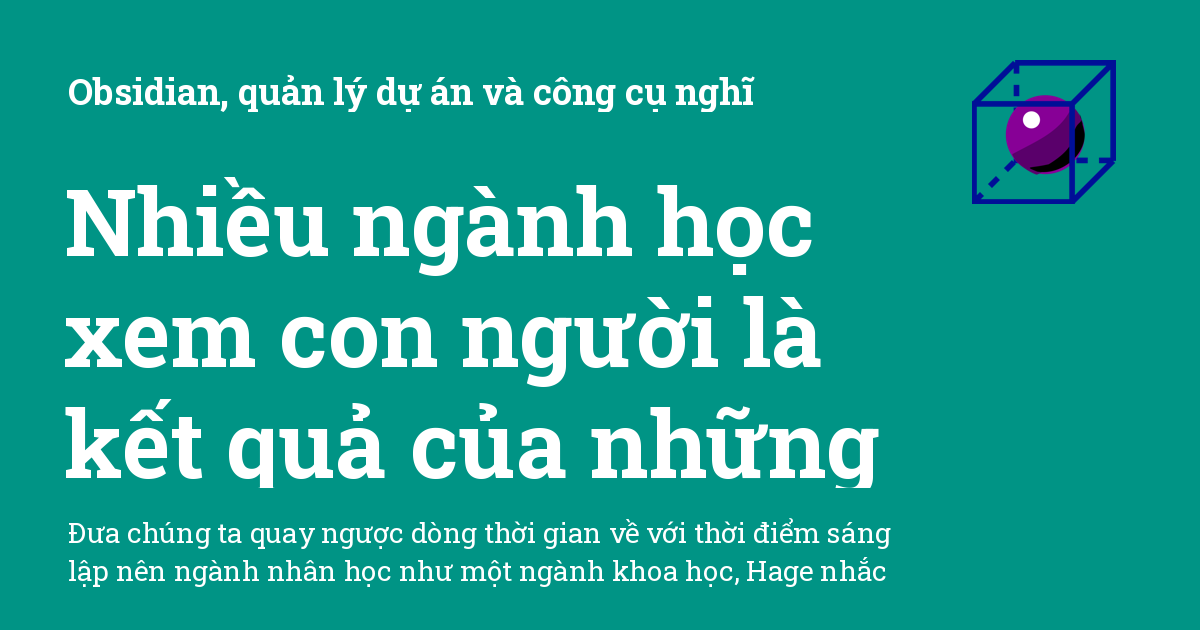 Obsidian, quản lý dự án và công cụ nghĩ
Nhiều ngành học
xem con người là
kết quả của những
Đưa chúng ta quay ngược dòng thời gian về với thời điểm sáng
lập nên ngành nhân học như một ngành khoa học, Hage nhắc